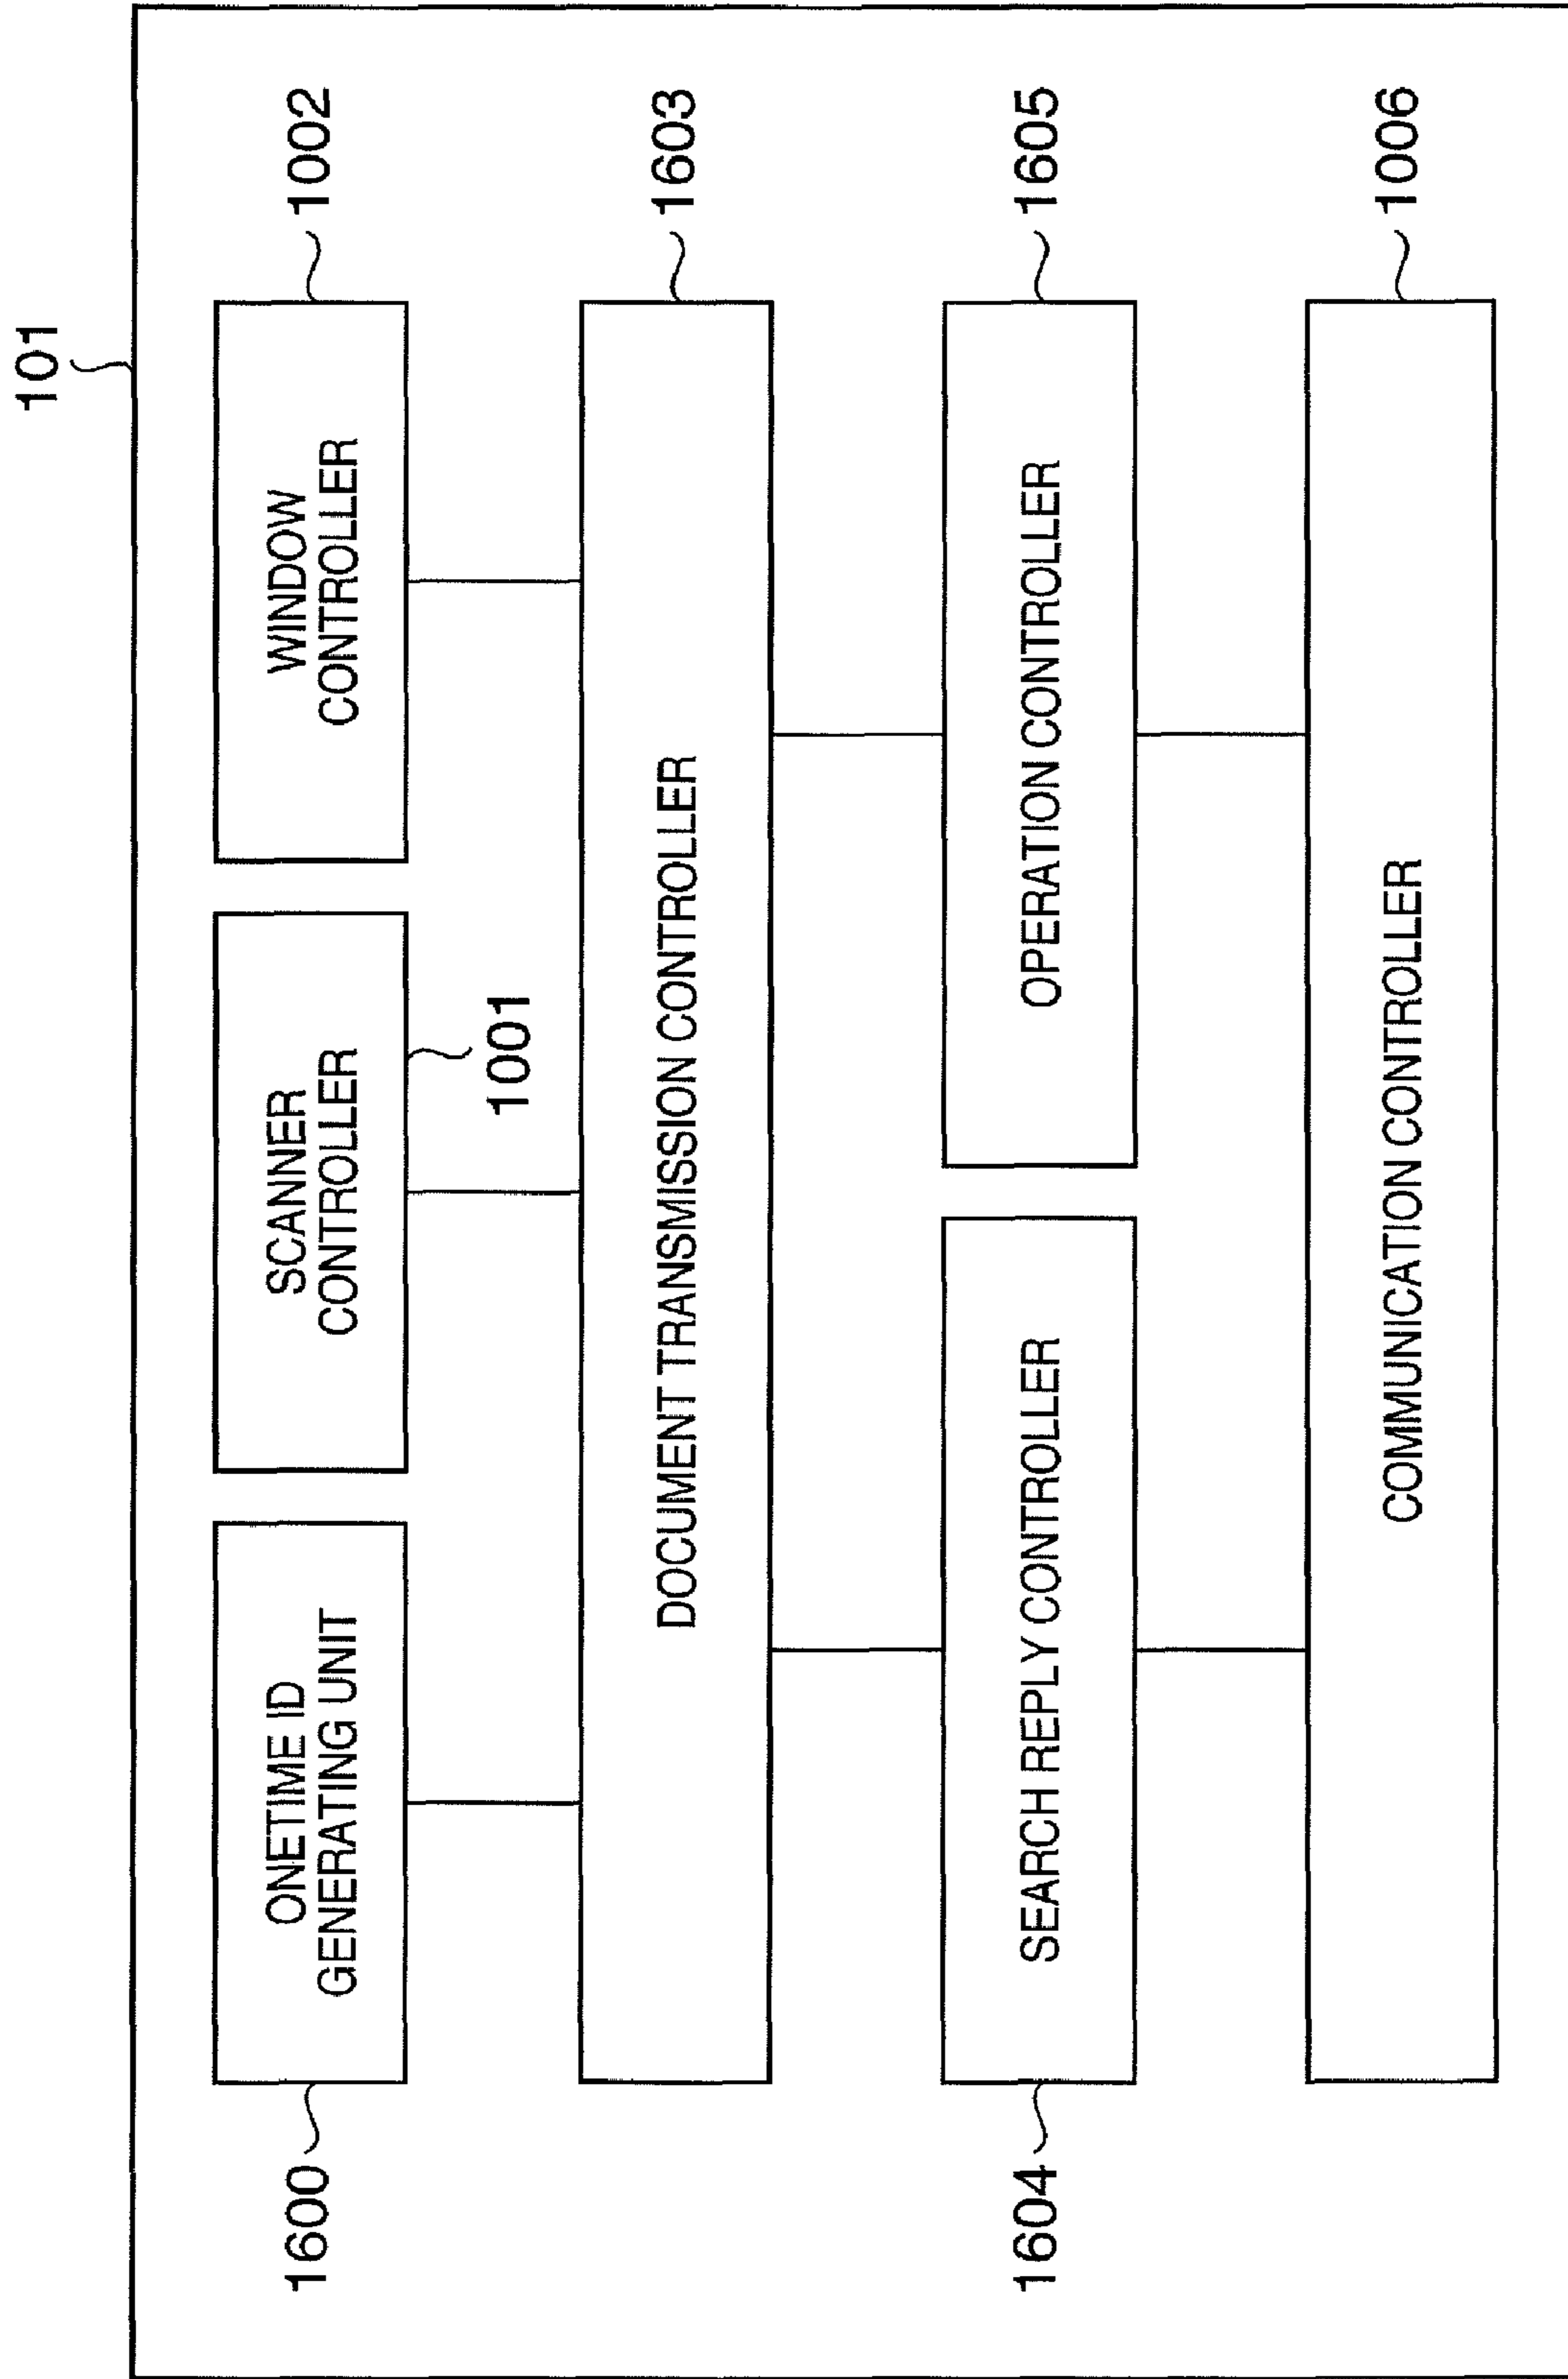 101
ONETIME ID
GENERATING UNIT
1600
SCANNER
CONTROLLER
1001
WINDOW
CONTROLLER
1002
DOCUMENT TRANSMISSION CONTROLLER
1603
SEARCH REPLY CONTROLLER
1604
OPERATION CONTROLLER
1605
COMMUNICATION CONTROLLER
1006